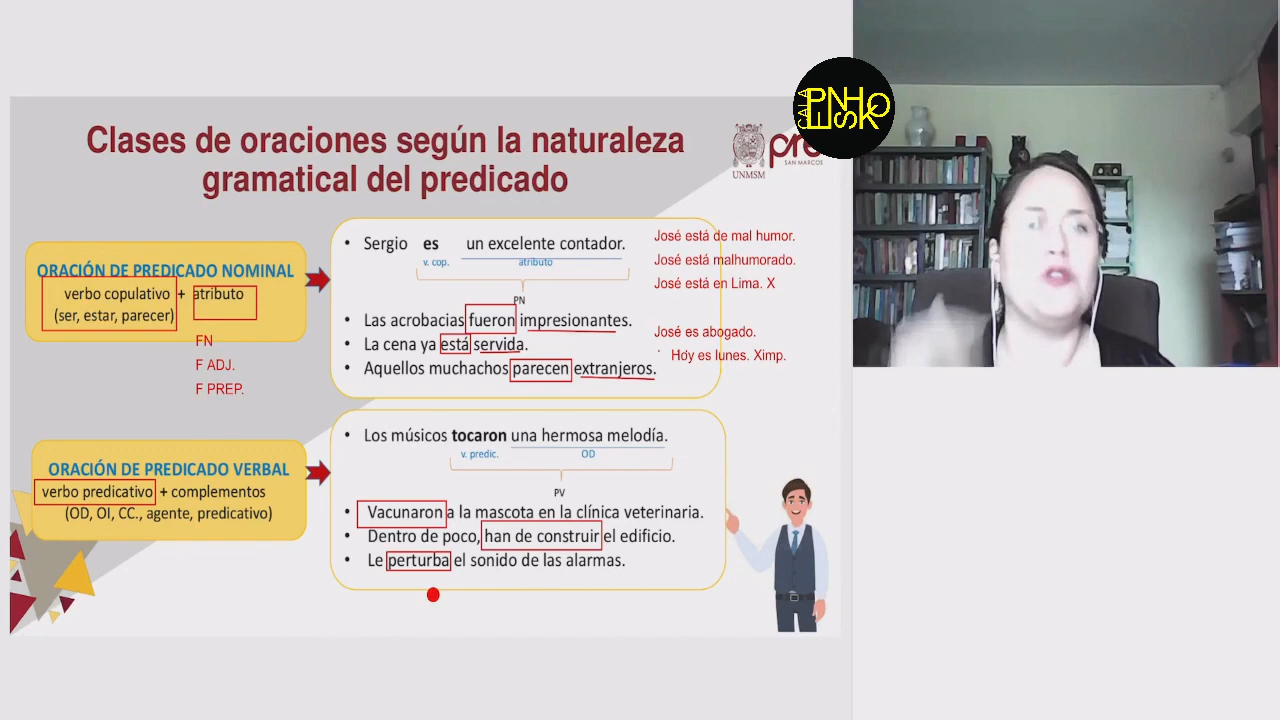 Clases de oraciones según la naturaleza
gramatical del predicado
UNMSM
pre
SAN MARCOS
CALA
PENHOESK
ORACIÓN DE PREDICADO NOMINAL
verbo copulativo + atributo
(ser, estar, parecer)
FN
F ADJ.
F PREP.
• Sergio es un excelente contador.
v. cop. atributo
PN
• Las acrobacias fueron impresionantes.
• La cena ya está servida.
• Aquellos muchachos parecen extranjeros.
José está de mal humor.
José está malhumorado.
José está en Lima. X
José es abogado.
Hoy es lunes. Ximp.
ORACIÓN DE PREDICADO VERBAL
verbo predicativo + complementos
(OD, OI, CC., agente, predicativo)
• Los músicos tocaron una hermosa melodía.
v. predic. OD
PV
• Vacunaron a la mascota en la clínica veterinaria.
• Dentro de poco, han de construir el edificio.
• Le perturba el sonido de las alarmas.